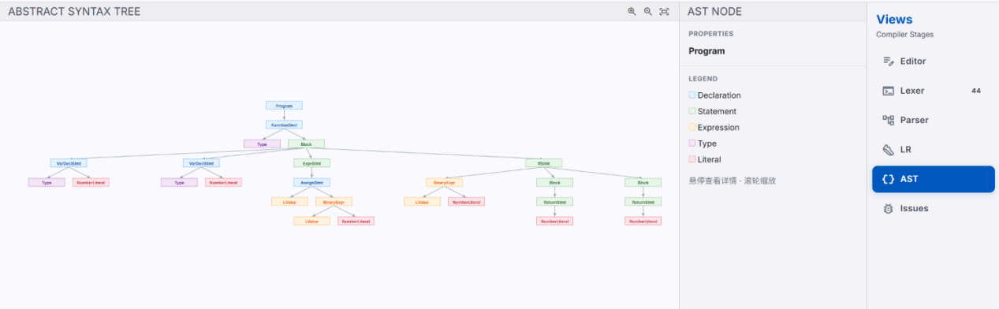 ABSTRACT SYNTAX TREE
Program
FunctionDecl
Type Block
VarDeclStmt VarDeclStmt ExprStmt IfStmt
Type NumberLiteral Type NumberLiteral AssignStmt BinaryExpr Block Block
LValue BinaryExpr LValue NumberLiteral ReturnStmt ReturnStmt
LValue NumberLiteral NumberLiteral NumberLiteral
AST NODE
PROPERTIES
Program
LEGEND
Declaration
Statement
Expression
Type
Literal
悬停查看详情 · 滚轮缩放
Views
Compiler Stages
Editor
Lexer 44
Parser
LR
{} AST
Issues